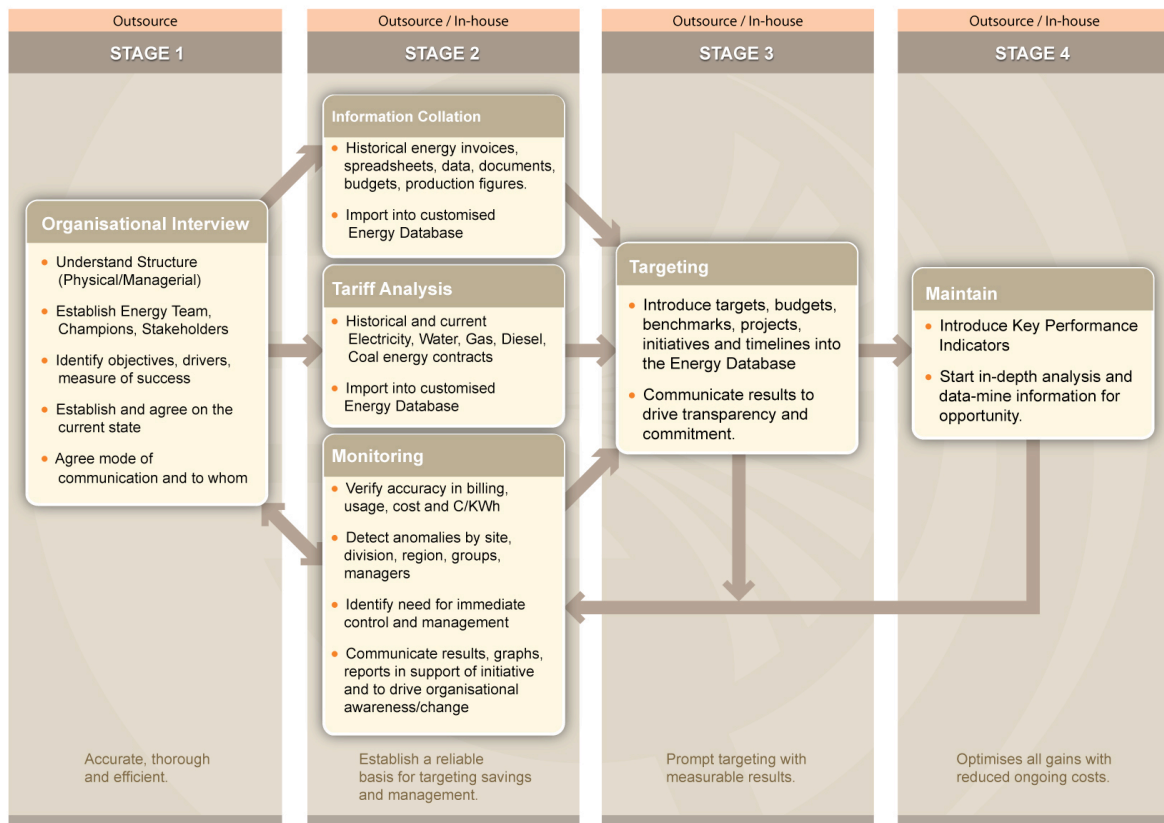 Outsource
STAGE 1
Organisational Interview
Understand Structure
(Physical/Managerial)
Establish Energy Team,
Champions, Stakeholders
Identify objectives, drivers,
measure of success
Establish and agree on the
current state
Agree mode of
communication and to whom
Accurate, thorough
and efficient.
Outsource / In-house
STAGE 2
Information Collation
Historical energy invoices,
spreadsheets, data, documents,
budgets, production figures.
Import into customised
Energy Database
Tariff Analysis
Historical and current
Electricity, Water, Gas, Diesel,
Coal energy contracts
Import into customised
Energy Database
Monitoring
Verify accuracy in billing,
usage, cost and C/KWh
Detect anomalies by site,
division, region, groups,
managers
Identify need for immediate
control and management
Communicate results, graphs,
reports in support of initiative
and to drive organisational
awareness/change
Establish a reliable
basis for targeting savings
and management.
Outsource / In-house
STAGE 3
Targeting
Introduce targets, budgets,
benchmarks, projects,
initiatives and timelines into
the Energy Database
Communicate results to
drive transparency and
commitment.
Prompt targeting with
measurable results.
Outsource / In-house
STAGE 4
Maintain
Introduce Key Performance
Indicators
Start in-depth analysis and
data-mine information for
opportunity.
Optimises all gains with
reduced ongoing costs.